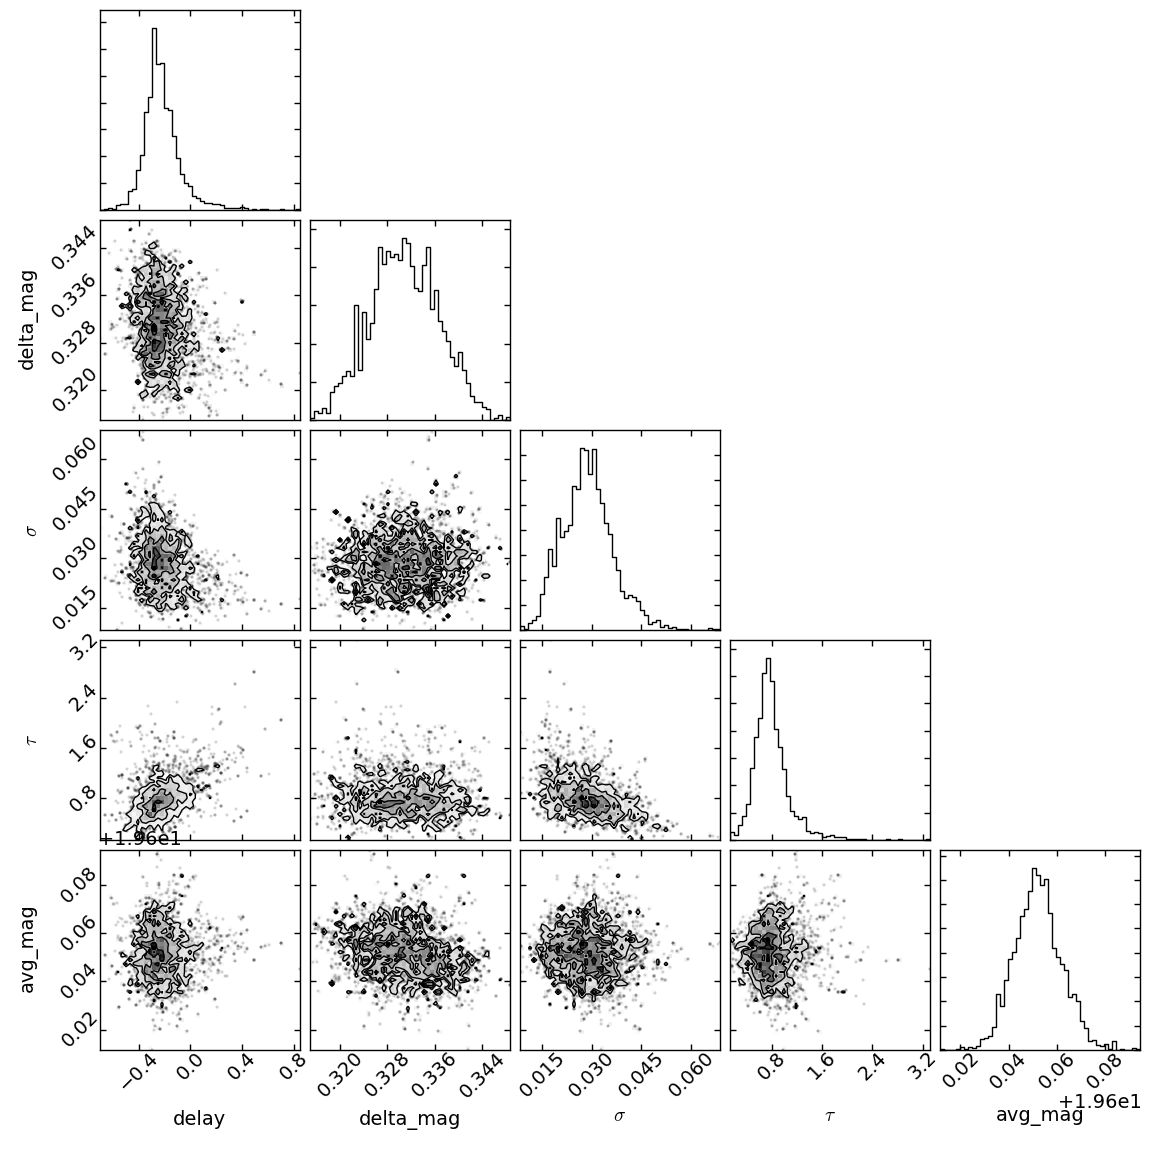 0.344
0.336
0.328
0.320
delta_mag
0.060
0.045
0.030
0.015
σ
3.2
2.4
1.6
0.8
τ
+1.96e1
0.08
0.06
0.04
0.02
avg_mag
−0.4 0.0 0.4 0.8
delay
0.320 0.328 0.336 0.344
delta_mag
0.015 0.030 0.045 0.060
σ
0.8 1.6 2.4 3.2
τ
0.02 0.04 0.06 0.08
+1.96e1
avg_mag